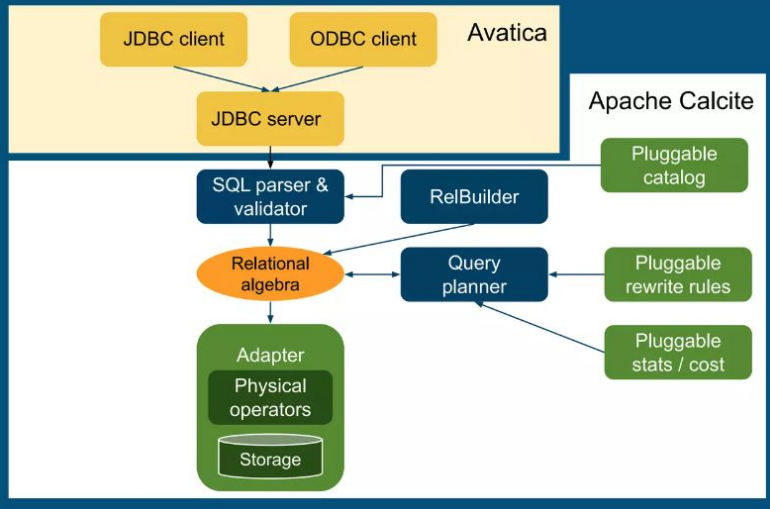 JDBC client
ODBC client
Avatica
JDBC server
Apache Calcite
SQL parser &
validator
RelBuilder
Pluggable
catalog
Relational
algebra
Query
planner
Pluggable
rewrite rules
Adapter
Physical
operators
Storage
Pluggable
stats / cost